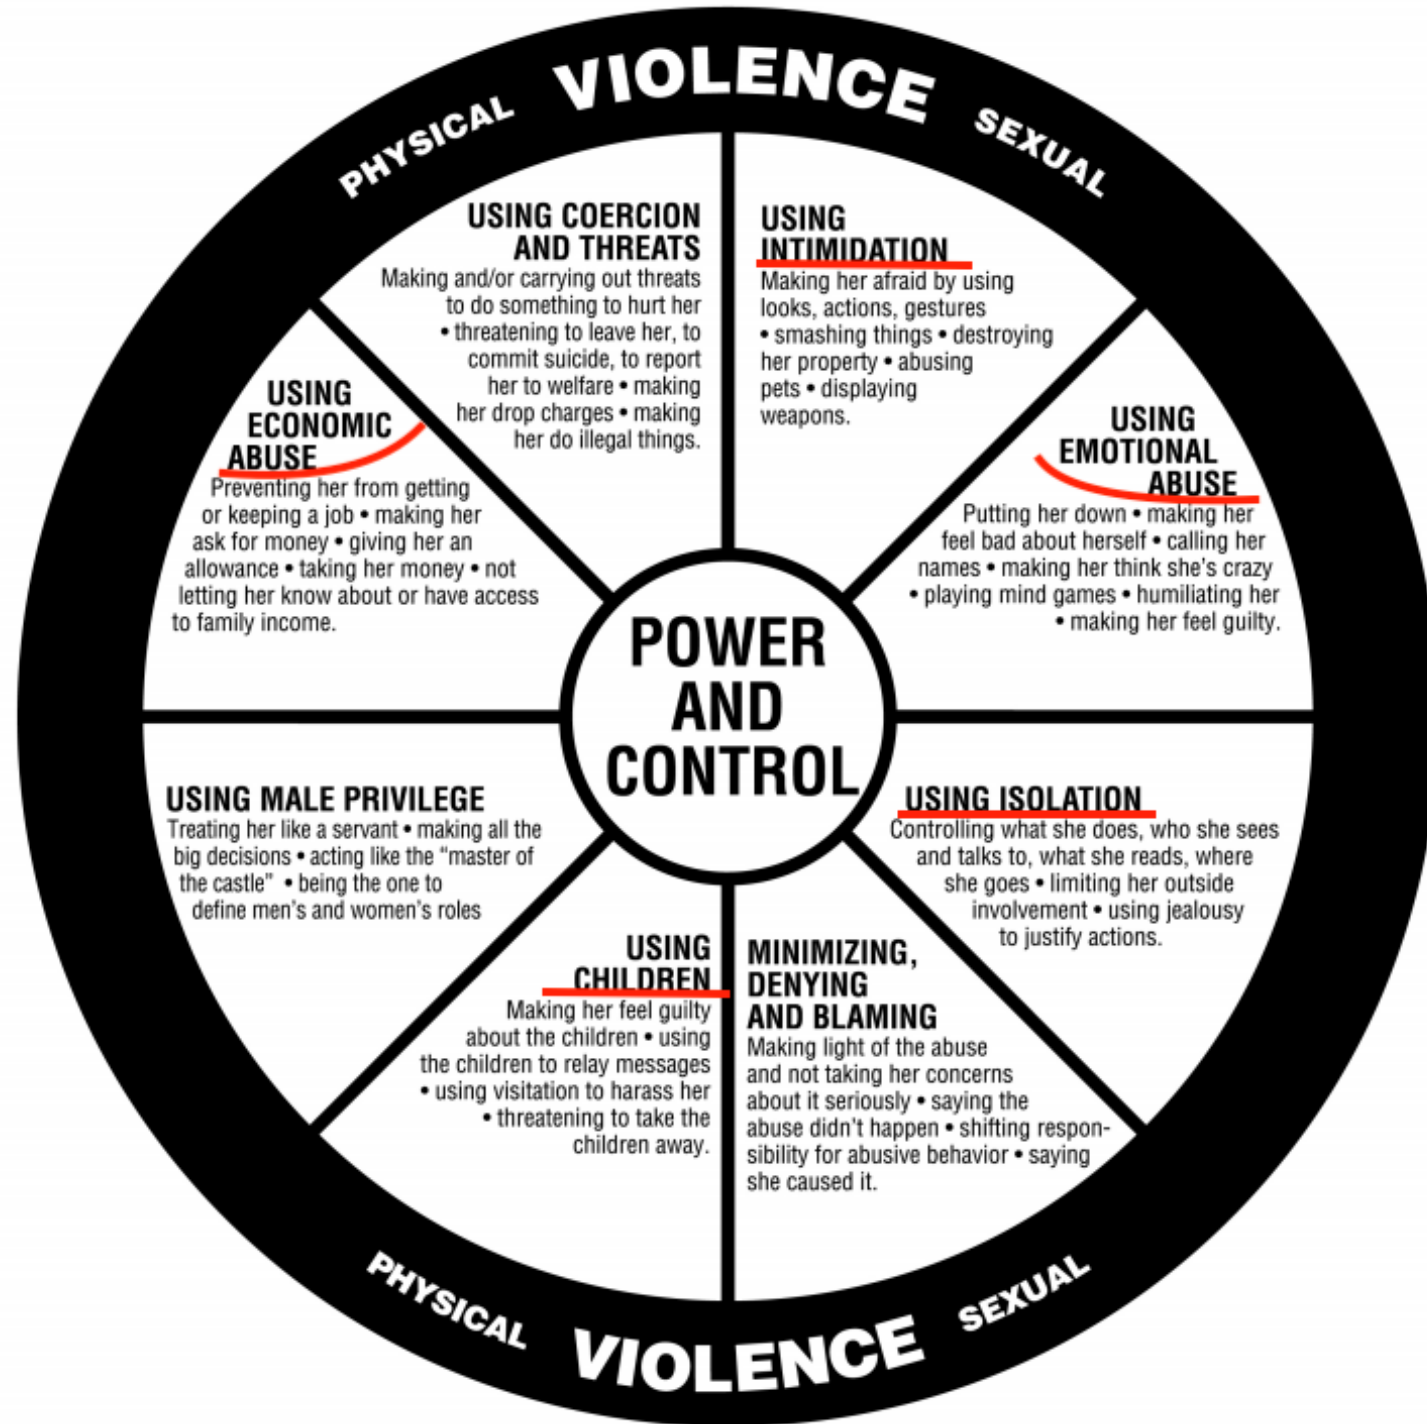 PHYSICAL VIOLENCE SEXUAL
USING COERCION
AND THREATS
Making and/or carrying out threats
to do something to hurt her
• threatening to leave her, to
commit suicide, to report
her to welfare • making
her drop charges • making
her do illegal things.
USING
INTIMIDATION
Making her afraid by using
looks, actions, gestures
• smashing things • destroying
her property • abusing
pets • displaying
weapons.
USING
ECONOMIC
ABUSE
Preventing her from getting
or keeping a job • making her
ask for money • giving her an
allowance • taking her money • not
letting her know about or have access
to family income.
USING
EMOTIONAL
ABUSE
Putting her down • making her
feel bad about herself • calling her
names • making her think she's crazy
• playing mind games • humiliating her
• making her feel guilty.
POWER
AND
CONTROL
USING MALE PRIVILEGE
Treating her like a servant • making all the
big decisions • acting like the “master of
the castle” • being the one to
define men's and women's roles
USING ISOLATION
Controlling what she does, who she sees
and talks to, what she reads, where
she goes • limiting her outside
involvement • using jealousy
to justify actions.
USING
CHILDREN
Making her feel guilty
about the children • using
the children to relay messages
• using visitation to harass her
• threatening to take the
children away.
MINIMIZING,
DENYING
AND BLAMING
Making light of the abuse
and not taking her concerns
about it seriously • saying the
abuse didn't happen • shifting respon-
sibility for abusive behavior • saying
she caused it.
PHYSICAL VIOLENCE SEXUAL